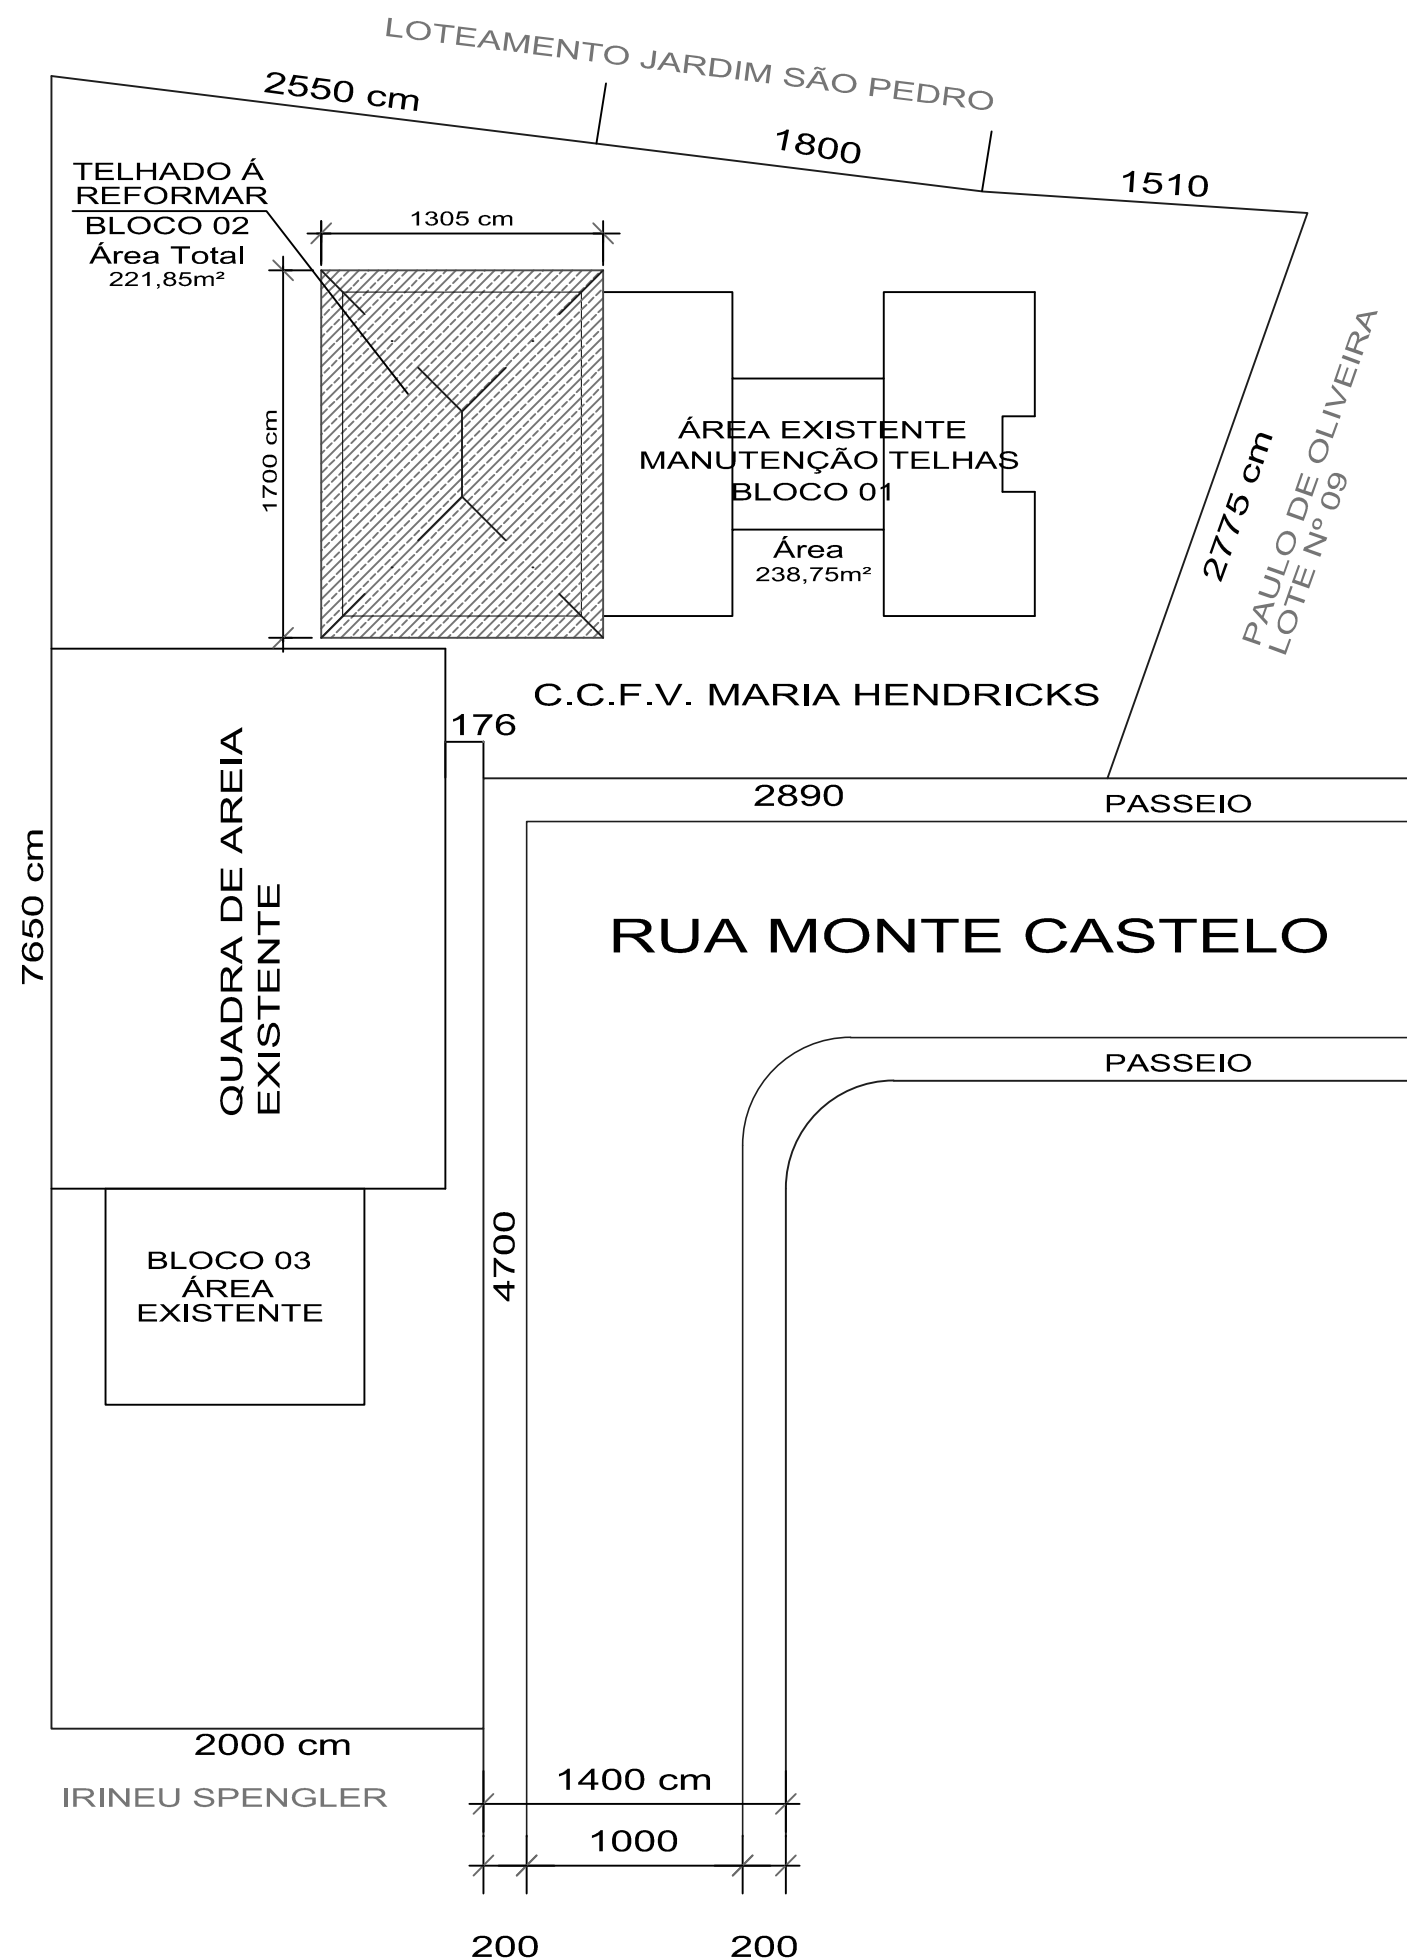 LOTEAMENTO JARDIM SÃO PEDRO
2550 cm
1800
1510
TELHADO Á
REFORMAR
BLOCO 02
Área Total
221,85m²
1305 cm
1700 cm
ÁREA EXISTENTE
MANUTENÇÃO TELHAS
BLOCO 01
Área
238,75m²
2775 cm
PAULO DE OLIVEIRA
LOTE Nº 09
C.C.F.V. MARIA HENDRICKS
176
2890
PASSEIO
QUADRA DE AREIA
EXISTENTE
7650 cm
RUA MONTE CASTELO
PASSEIO
4700
BLOCO 03
ÁREA
EXISTENTE
2000 cm
IRINEU SPENGLER
1400 cm
1000
200
200